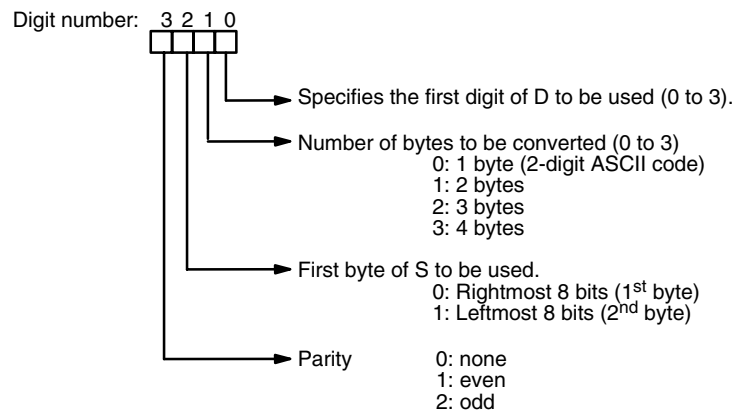 Digit number: 3 2 1 0
Specifies the first digit of D to be used (0 to 3).
Number of bytes to be converted (0 to 3)
0: 1 byte (2-digit ASCII code)
1: 2 bytes
2: 3 bytes
3: 4 bytes
First byte of S to be used.
0: Rightmost 8 bits (1st byte)
1: Leftmost 8 bits (2nd byte)
Parity 0: none
1: even
2: odd